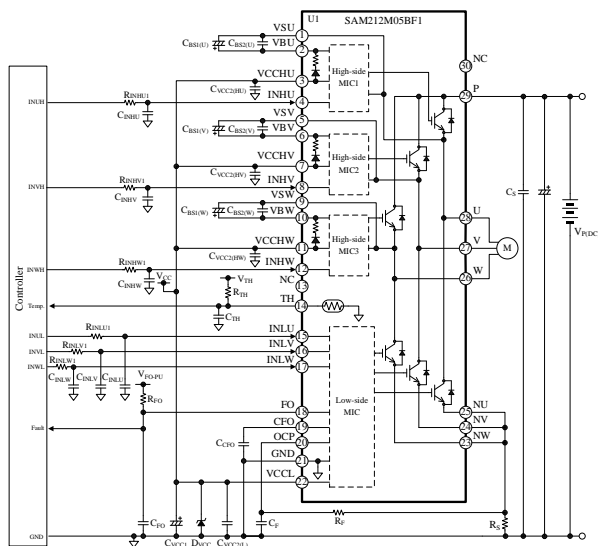 U1 SAM212M05BF1
VSU 1
CBS1(U) CBS2(U) VBU 2
VCCHU 3
CVCC2(HU)
INHU 4
INUH RINHU1
CINHU
VSV 5
CBS1(V) CBS2(V) VBV 6
VCCHV 7
CVCC2(HV)
INHV 8
INVH RINHV1
CINHV
VSW 9
CBS1(W) CBS2(W) VBW 10
VCCHW 11
CVCC2(HW)
INHW 12
INWH RINHW1
CINHW
VCC
NC 13
VTH
RTH
TH 14
Temp.
CTH
INLU 15
INUL RINLU1
INLV 16
INVL RINLV1
INLW 17
INWL RINLW1
CINLW CINLV CINLU
VFO-PU
RFO
FO 18
Fault
CFO 19
CCFO
OCP 20
GND 21
VCCL 22
High-side
MIC1
High-side
MIC2
High-side
MIC3
Low-side
MIC
30 NC
29 P
28 U
27 V
26 W
M
25 NU
24 NV
23 NW
CS
VP(DC
Controller
RF
RS
GND
CFO CVCC1 DVCC CVCC2(L) CF